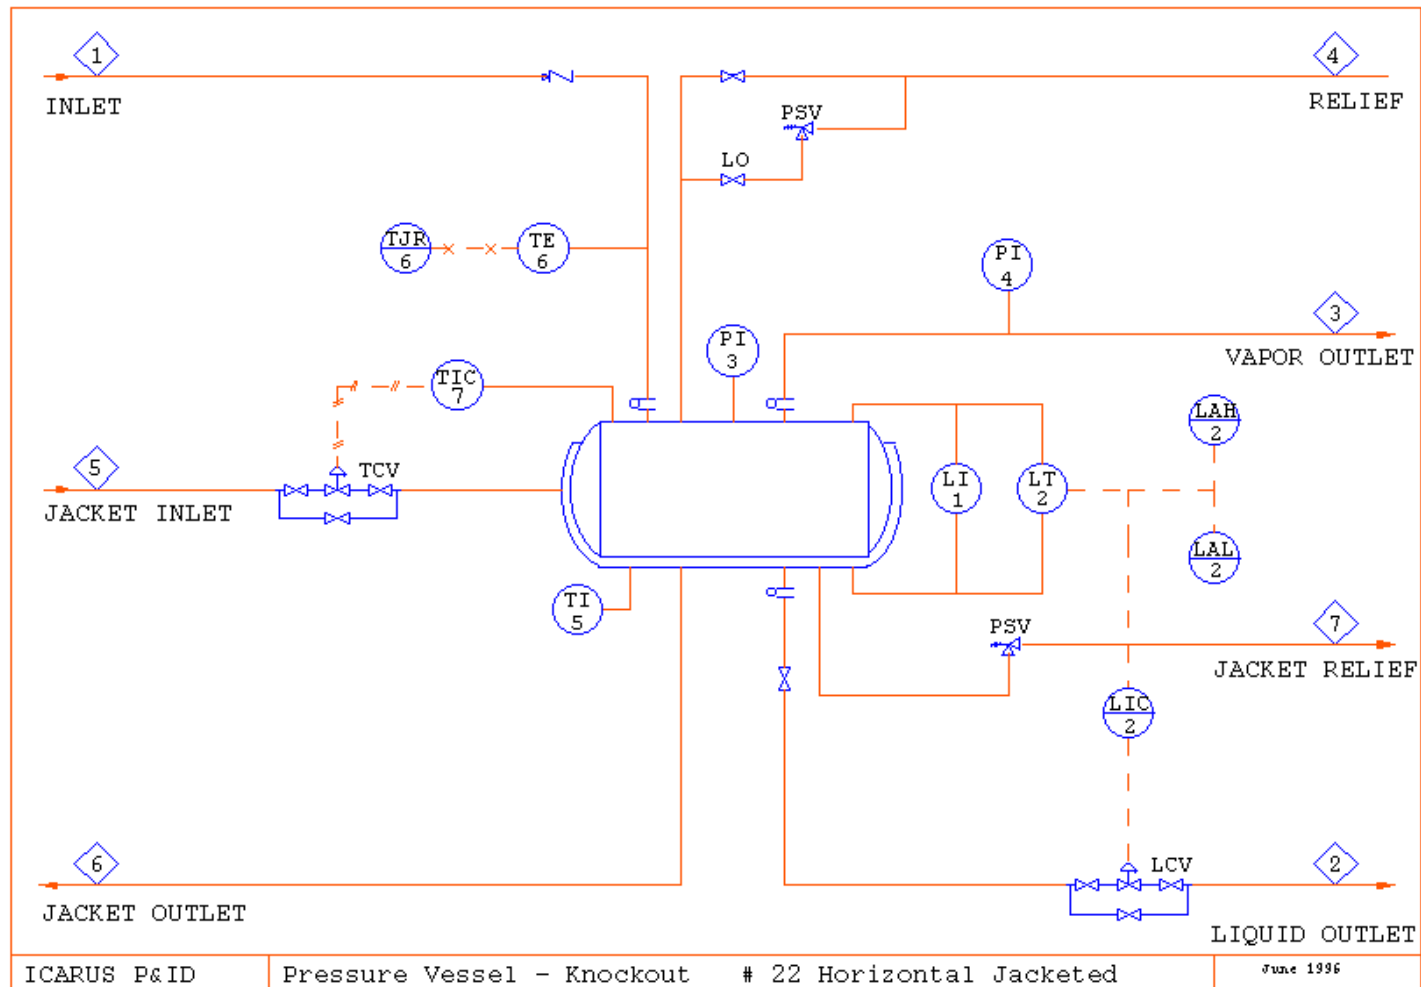 1
4
INLET
RELIEF
PSV
LO
TJR
6
TE
6
PI
4
3
PI
3
VAPOR OUTLET
TIC
7
LAH
2
5
TCV
LI
1
LT
2
JACKET INLET
LAL
2
TI
5
PSV
7
JACKET RELIEF
LIC
2
6
LCV
2
JACKET OUTLET
LIQUID OUTLET
ICARUS P&ID
Pressure Vessel - Knockout # 22 Horizontal Jacketed
June 1996